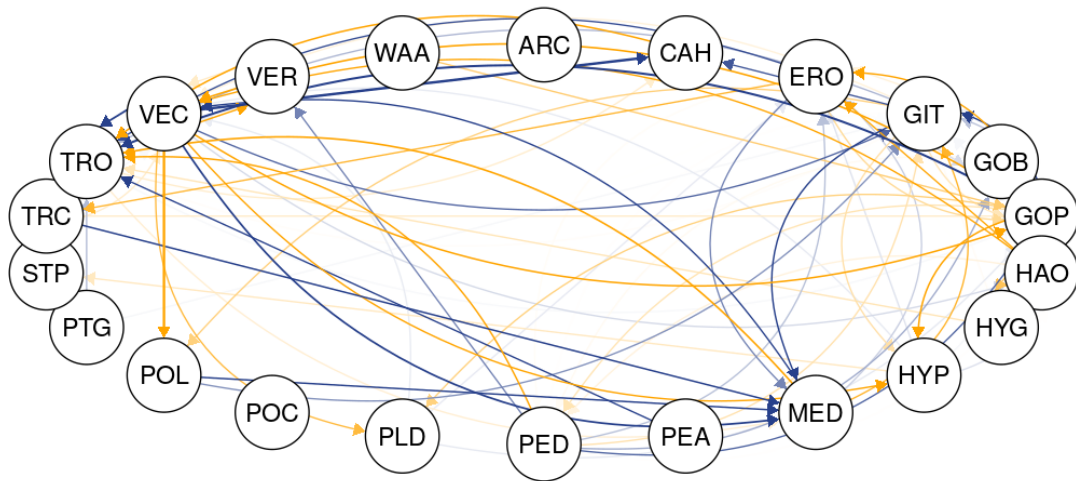 ARC
WAA
CAH
VER
ERO
VEC
GIT
TRO
GOB
TRC
GOP
STP
HAO
PTG
HYG
POL
HYP
POC
MED
PLD
PEA
PED